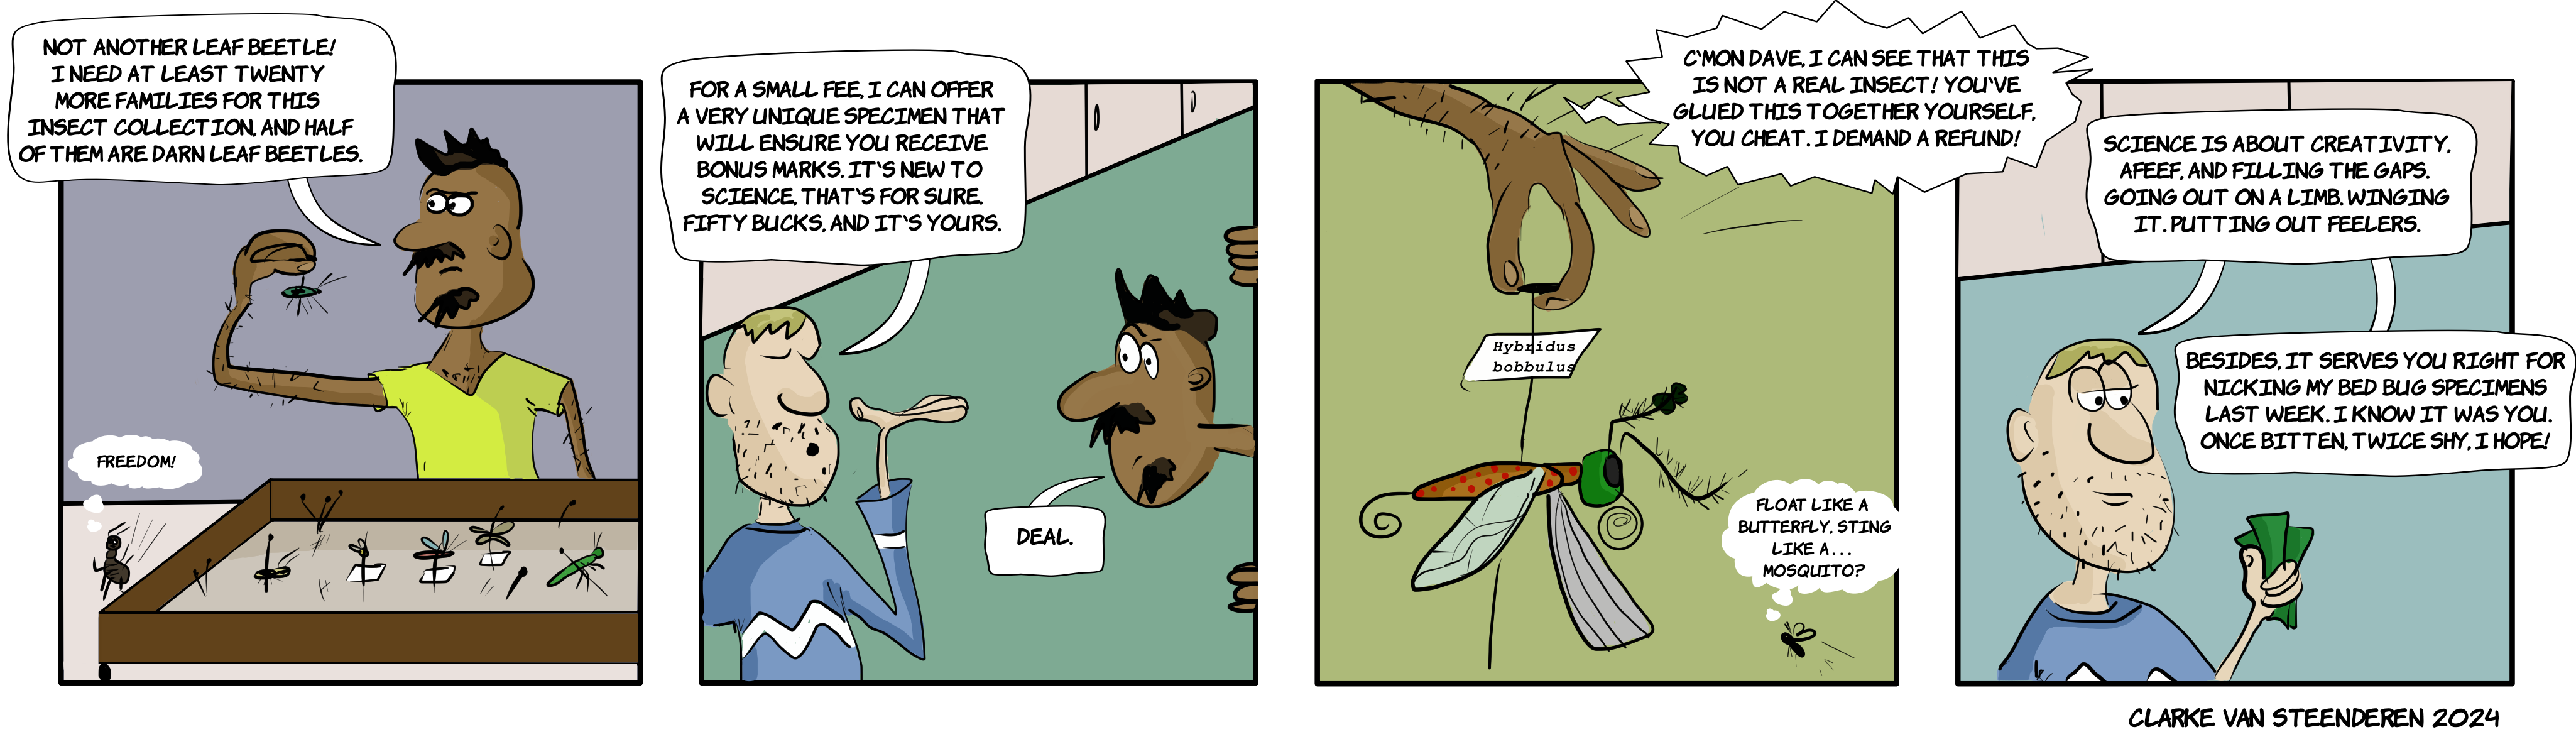 NOT ANOTHER LEAF BEETLE!
I NEED AT LEAST TWENTY
MORE FAMILIES FOR THIS
INSECT COLLECTION, AND HALF
OF THEM ARE DARN LEAF BEETLES.
FREEDOM!
FOR A SMALL FEE, I CAN OFFER
A VERY UNIQUE SPECIMEN THAT
WILL ENSURE YOU RECEIVE
BONUS MARKS. IT'S NEW TO
SCIENCE, THAT'S FOR SURE.
FIFTY BUCKS, AND IT'S YOURS.
DEAL.
C'MON DAVE, I CAN SEE THAT THIS
IS NOT A REAL INSECT! YOU'VE
GLUED THIS TOGETHER YOURSELF,
YOU CHEAT. I DEMAND A REFUND!
Hybridus
bobbulus
FLOAT LIKE A
BUTTERFLY, STING
LIKE A...
MOSQUITO?
SCIENCE IS ABOUT CREATIVITY,
AFEEF, AND FILLING THE GAPS.
GOING OUT ON A LIMB. WINGING
IT. PUTTING OUT FEELERS.
BESIDES, IT SERVES YOU RIGHT FOR
NICKING MY BED BUG SPECIMENS
LAST WEEK. I KNOW IT WAS YOU.
ONCE BITTEN, TWICE SHY, I HOPE!
CLARKE VAN STEENDEREN 2024